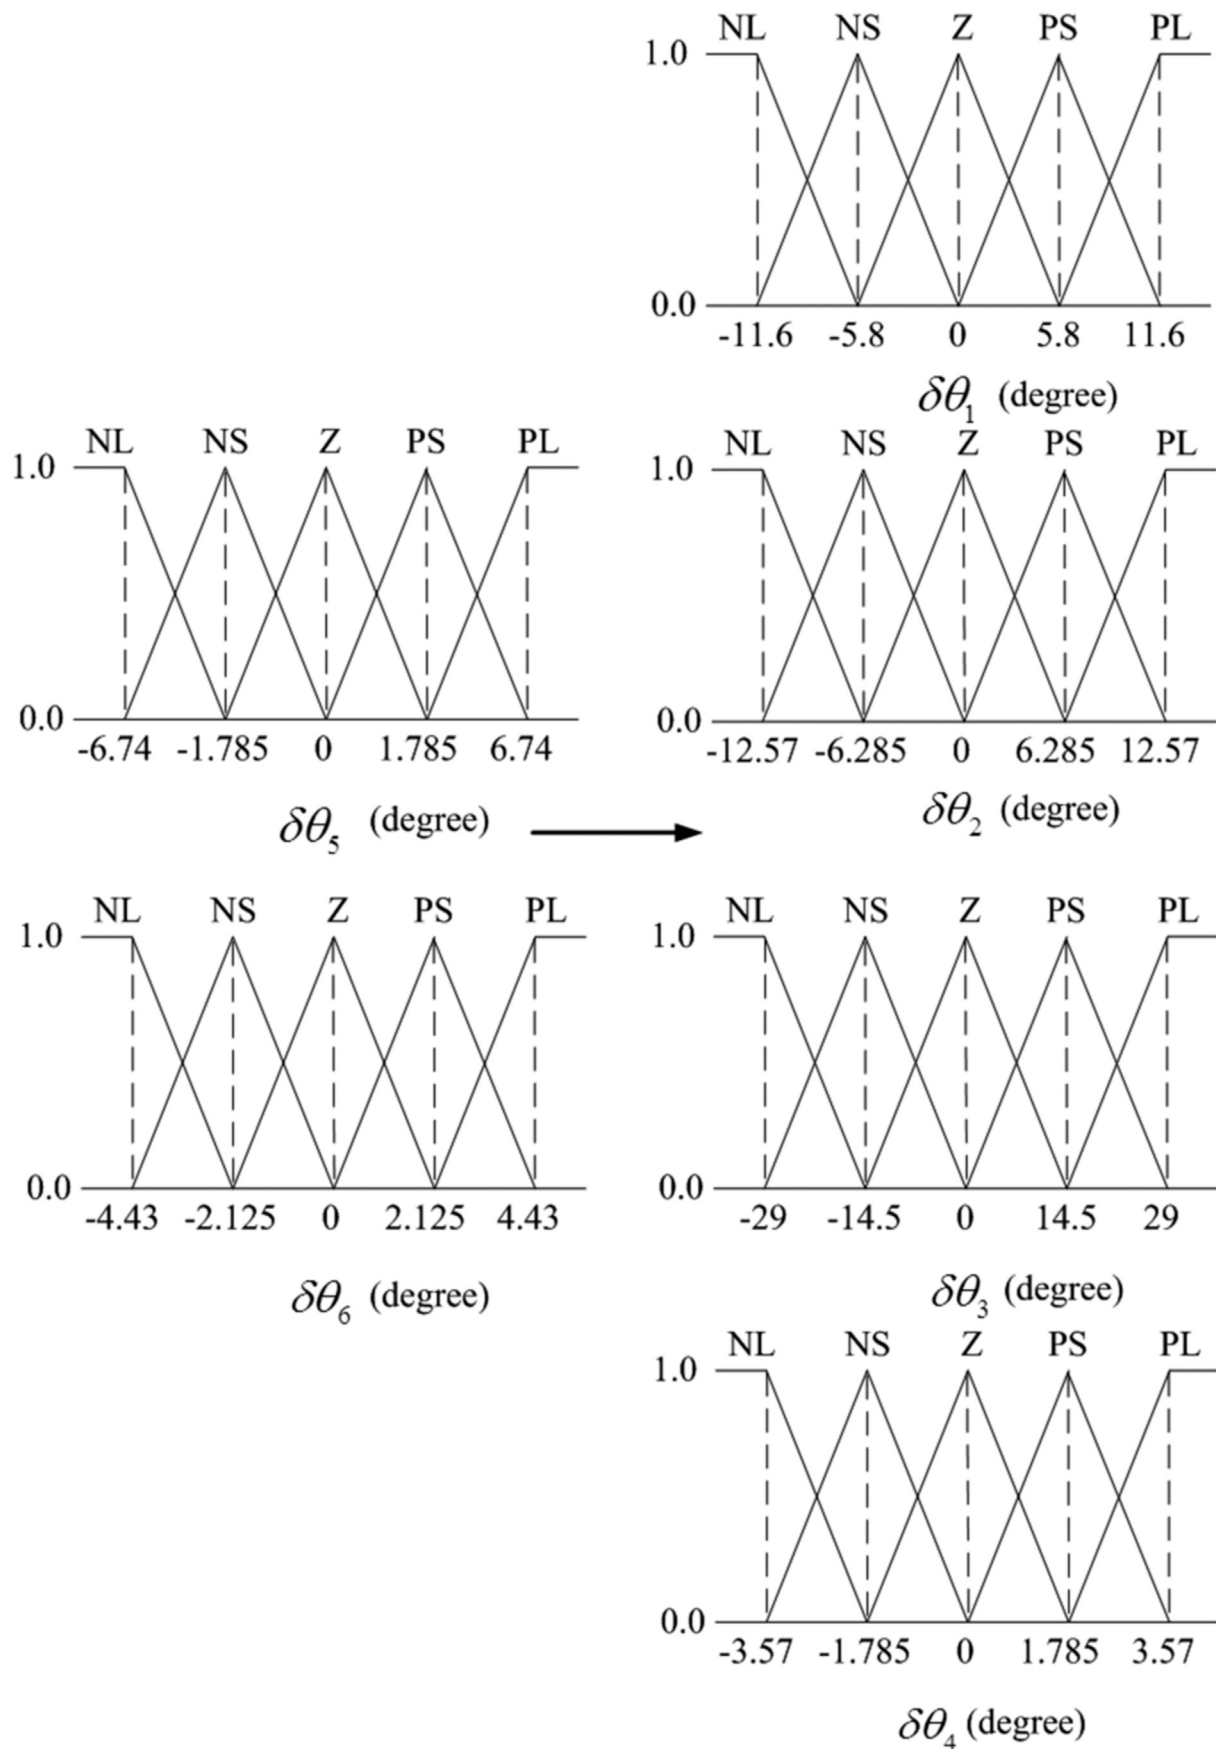 NL NS Z PS PL
1.0
0.0
-11.6 -5.8 0 5.8 11.6
δθ1 (degree)
NL NS Z PS PL
1.0
0.0
-6.74 -1.785 0 1.785 6.74
δθ5 (degree)
NL NS Z PS PL
1.0
0.0
-12.57 -6.285 0 6.285 12.57
δθ2 (degree)
NL NS Z PS PL
1.0
0.0
-4.43 -2.125 0 2.125 4.43
δθ6 (degree)
NL NS Z PS PL
1.0
0.0
-29 -14.5 0 14.5 29
δθ3 (degree)
NL NS Z PS PL
1.0
0.0
-3.57 -1.785 0 1.785 3.57
δθ4 (degree)